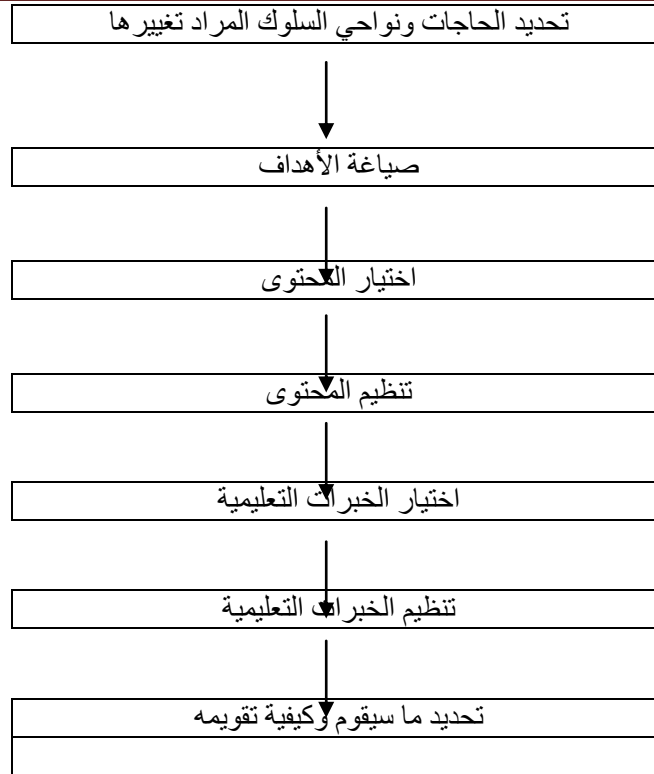 تحديد الحاجات ونواحي السلوك المراد تغييرها
صياغة الأهداف
اختيار المحتوى
تنظيم المحتوى
اختيار الخبرات التعليمية
تنظيم الخبرات التعليمية
تحديد ما سيقوم وكيفية تقويمه